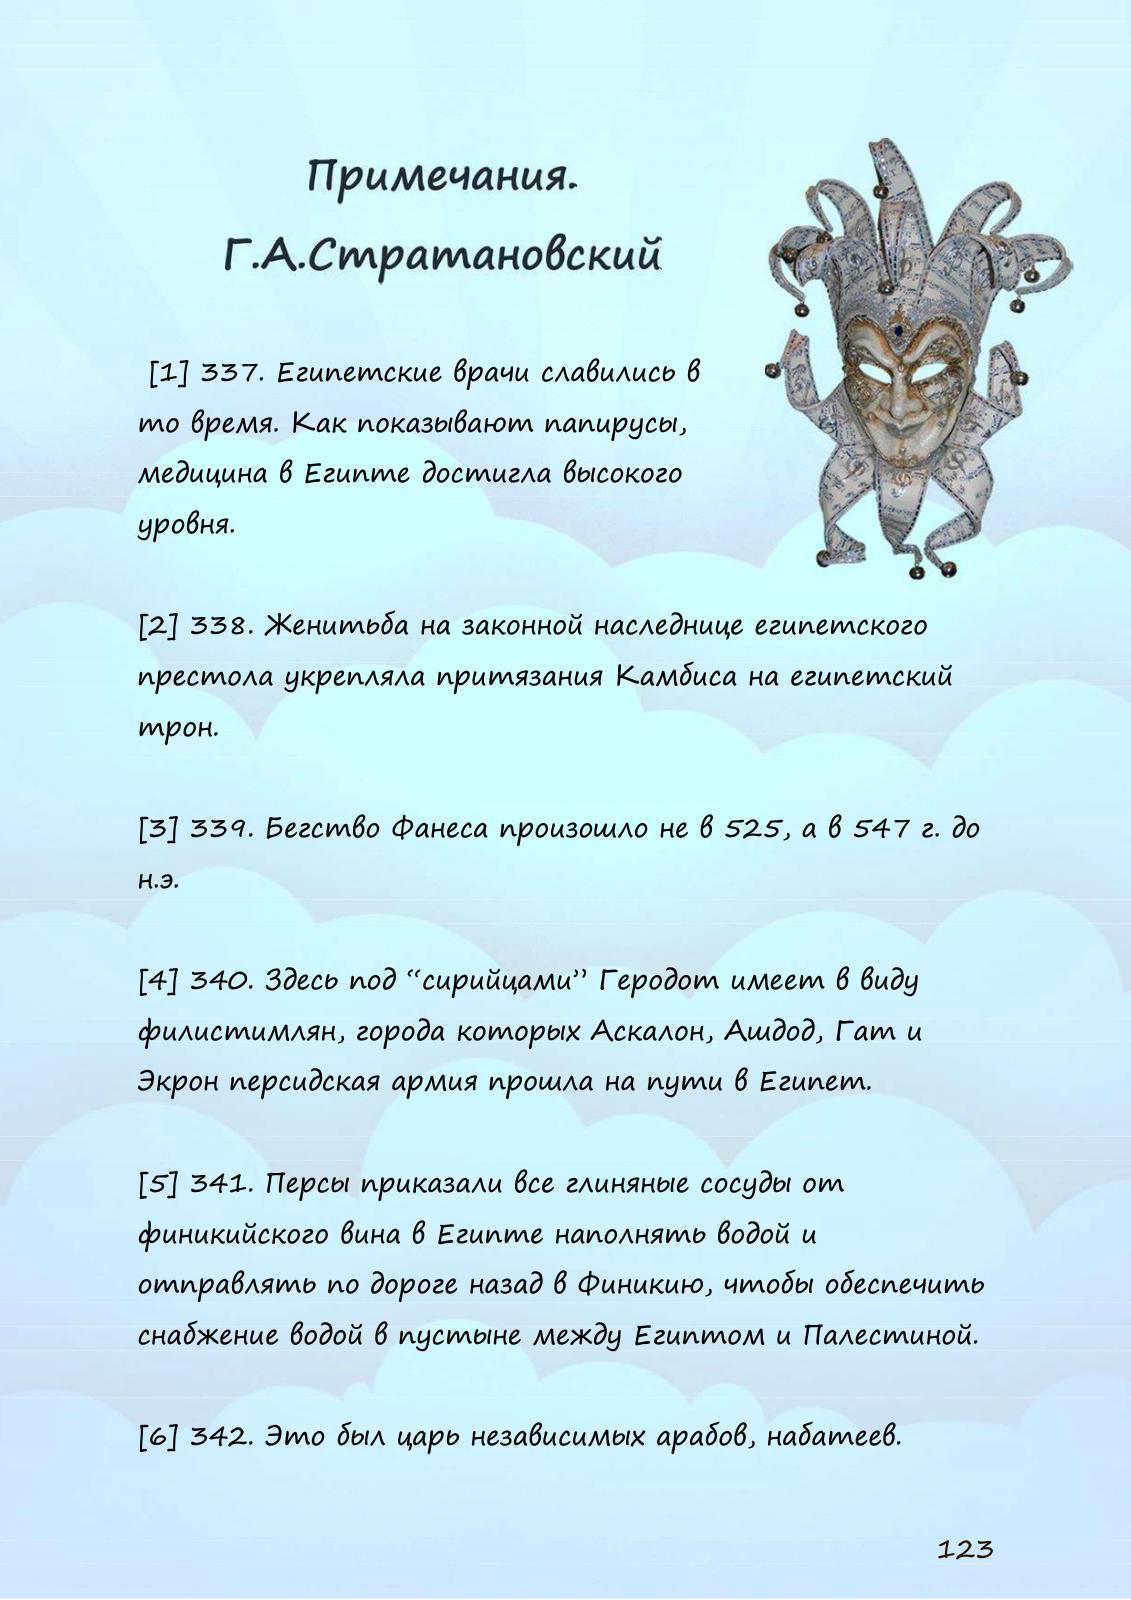 Примечания.
Г.А.Стратановский
[1] 337. Египетские врачи славились в
то время. Как показывают папирусы,
медицина в Египте достигла высокого
уровня.
[2] 338. Женитьба на законной наследнице египетского
престола укрепляла притязания Камбиса на египетский
трон.
[3] 339. Бегство Фанеса произошло не в 525, а в 547 г. до
н.э.
[4] 340. Здесь под “сирийцами” Геродот имеет в виду
филистимлян, города которых Аскалон, Ашдод, Гат и
Экрон персидская армия прошла на пути в Египет.
[5] 341. Персы приказали все глиняные сосуды от
финикийского вина в Египте наполнять водой и
отправлять по дороге назад в Финикию, чтобы обеспечить
снабжение водой в пустыне между Египтом и Палестиной.
[6] 342. Это был царь независимых арабов, набатеев.
123